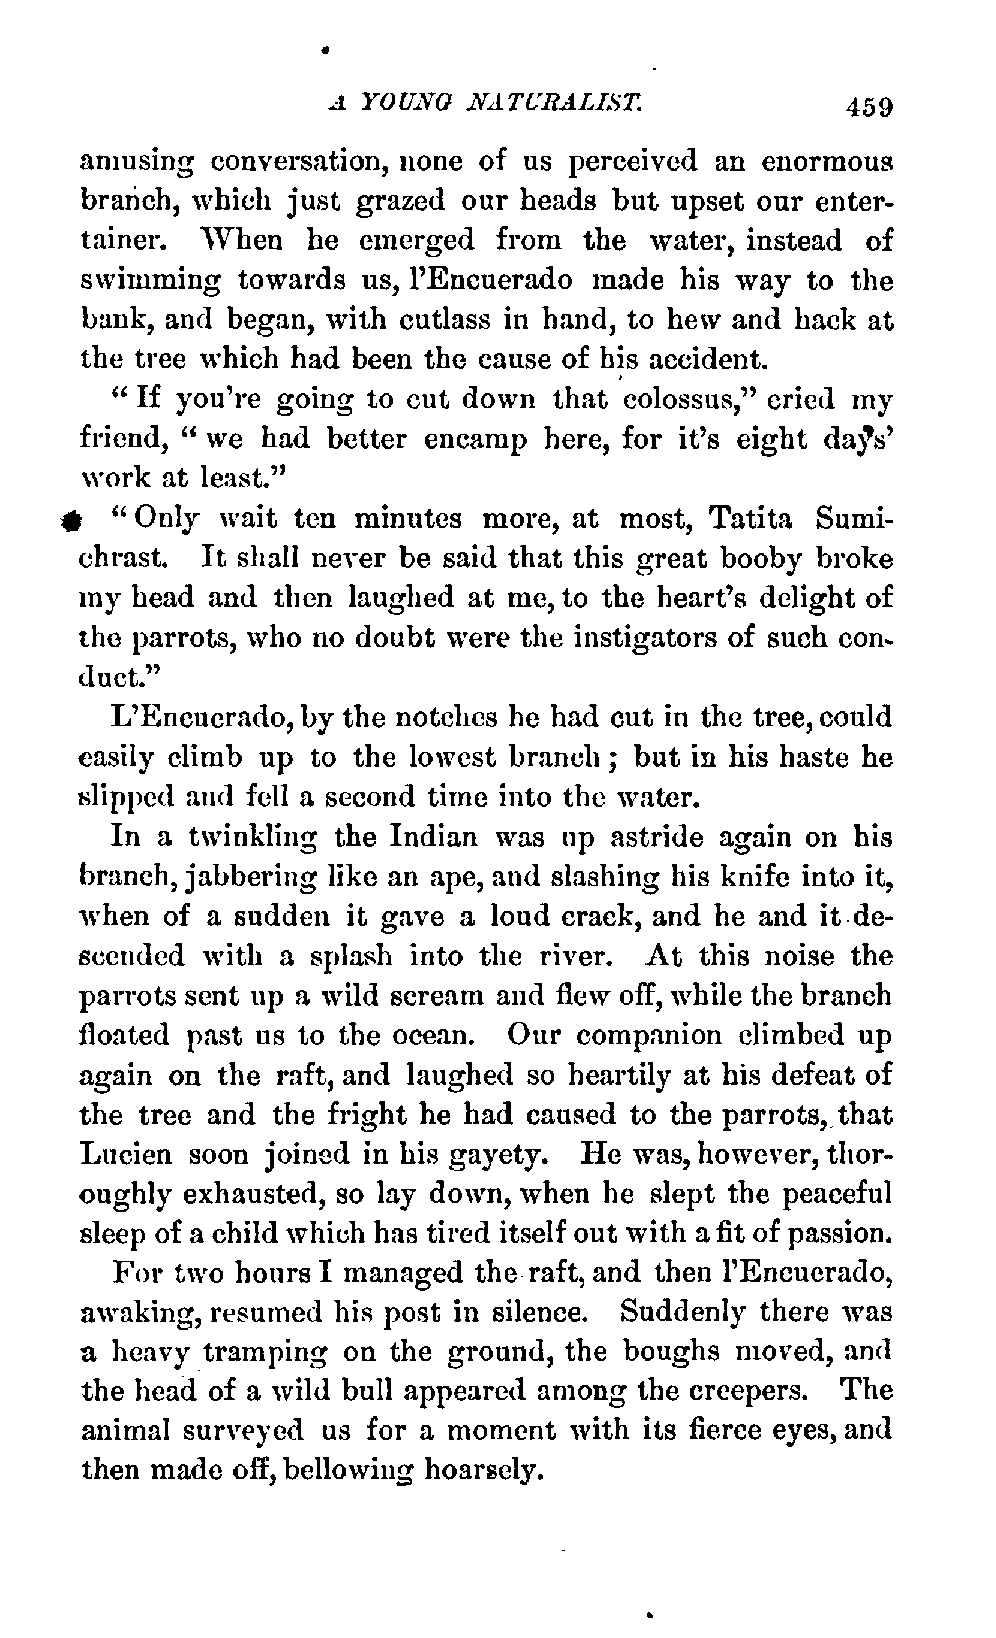 A YOUNG NATURALIST. 459
amusing conversation, none of us perceived an enormous
branch, which just grazed our heads but upset our enter-
tainer. When he emerged from the water, instead of
swimming towards us, l'Encuerado made his way to the
bank, and began, with cutlass in hand, to hew and hack at
the tree which had been the cause of his accident.
"If you're going to cut down that colossus," cried my
friend, "we had better encamp here, for it's eight days'
work at least."
"Only wait ten minutes more, at most, Tatita Sumi-
chrast. It shall never be said that this great booby broke
my head and then laughed at me, to the heart's delight of
the parrots, who no doubt were the instigators of such con-
duct."
L'Encuerado, by the notches he had cut in the tree, could
easily climb up to the lowest branch; but in his haste he
slipped and fell a second time into the water.
In a twinkling the Indian was up astride again on his
branch, jabbering like an ape, and slashing his knife into it,
when of a sudden it gave a loud crack, and he and it de-
scended with a splash into the river. At this noise the
parrots sent up a wild scream and flew off, while the branch
floated past us to the ocean. Our companion climbed up
again on the raft, and laughed so heartily at his defeat of
the tree and the fright he had caused to the parrots, that
Lucien soon joined in his gayety. He was, however, thor-
oughly exhausted, so lay down, when he slept the peaceful
sleep of a child which has tired itself out with a fit of passion.
For two hours I managed the raft, and then l'Encuerado,
awaking, resumed his post in silence. Suddenly there was
a heavy tramping on the ground, the boughs moved, and
the head of a wild bull appeared among the creepers. The
animal surveyed us for a moment with its fierce eyes, and
then made off, bellowing hoarsely.